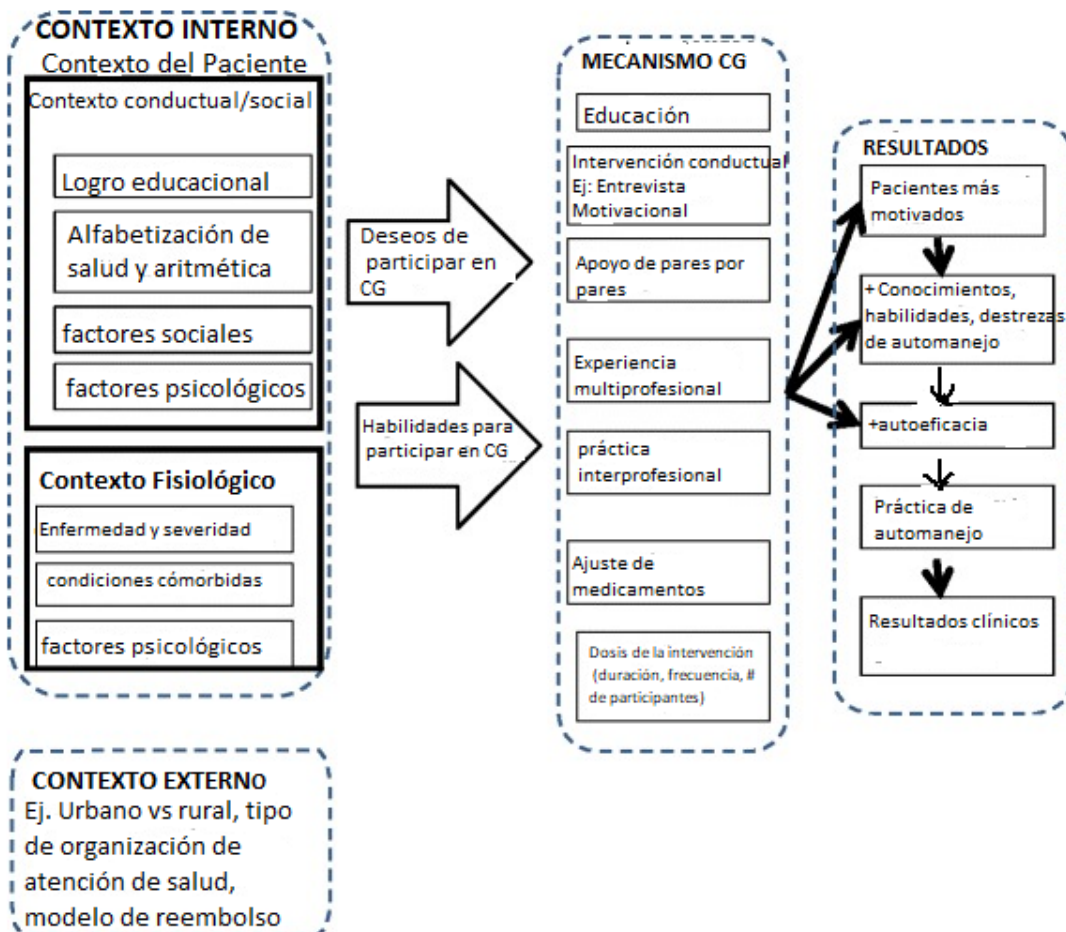 CONTEXTO INTERNO
Contexto del Paciente
Contexto conductual/social
Logro educacional
Alfabetización de
salud y aritmética
factores sociales
factores psicológicos
Contexto Fisiológico
Enfermedad y severidad
condiciones cómorbidas
factores psicológicos
CONTEXTO EXTERNO
Ej. Urbano vs rural, tipo
de organización de
atención de salud,
modelo de reembolso
Deseos de
participar en
CG
Habilidades para
participar en CG
MECANISMO CG
Educación
Intervención conductual
Ej: Entrevista
Motivacional
Apoyo de pares por
pares
Experiencia
multiprofesional
práctica
interprofesional
Ajuste de
medicamentos
Dosis de la intervención
(duración, frecuencia, #
de participantes)
RESULTADOS
Pacientes más
motivados
+ Conocimientos,
habilidades, destrezas
de automanejo
+autoeficacia
Práctica de
automanejo
Resultados clínicos